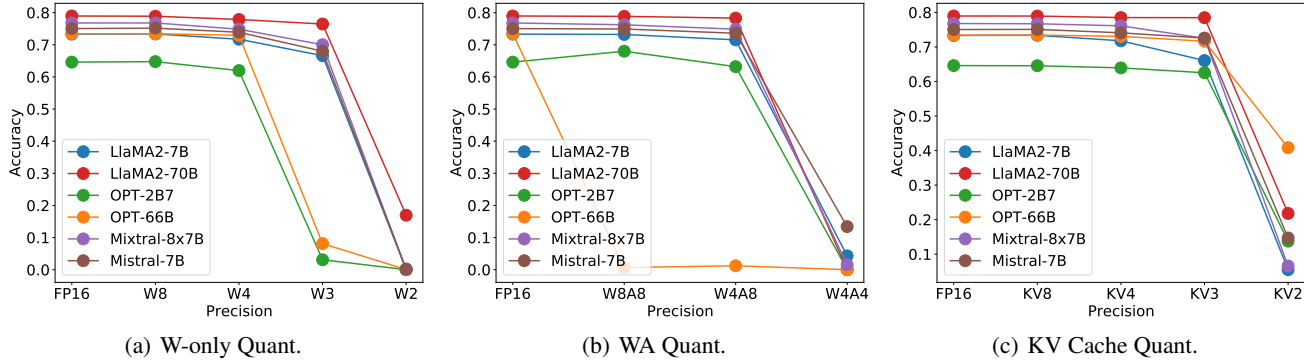 0.8
0.7
0.6
0.5
0.4
0.3
0.2
0.1
0.0
Accuracy
LlaMA2-7B
LLaMA2-70B
OPT-2B7
OPT-66B
Mixtral-8x7B
Mistral-7B
FP16 W8 W4 W3 W2
Precision
(a) W-only Quant.
0.8
0.7
0.6
0.5
0.4
0.3
0.2
0.1
0.0
Accuracy
LlaMA2-7B
LLaMA2-70B
OPT-2B7
OPT-66B
Mixtral-8x7B
Mistral-7B
FP16 W8A8 W4A8 W4A4
Precision
(b) WA Quant.
0.8
0.7
0.6
0.5
0.4
0.3
0.2
0.1
Accuracy
LlaMA2-7B
LLaMA2-70B
OPT-2B7
OPT-66B
Mixtral-8x7B
Mistral-7B
FP16 KV8 KV4 KV3 KV2
Precision
(c) KV Cache Quant.